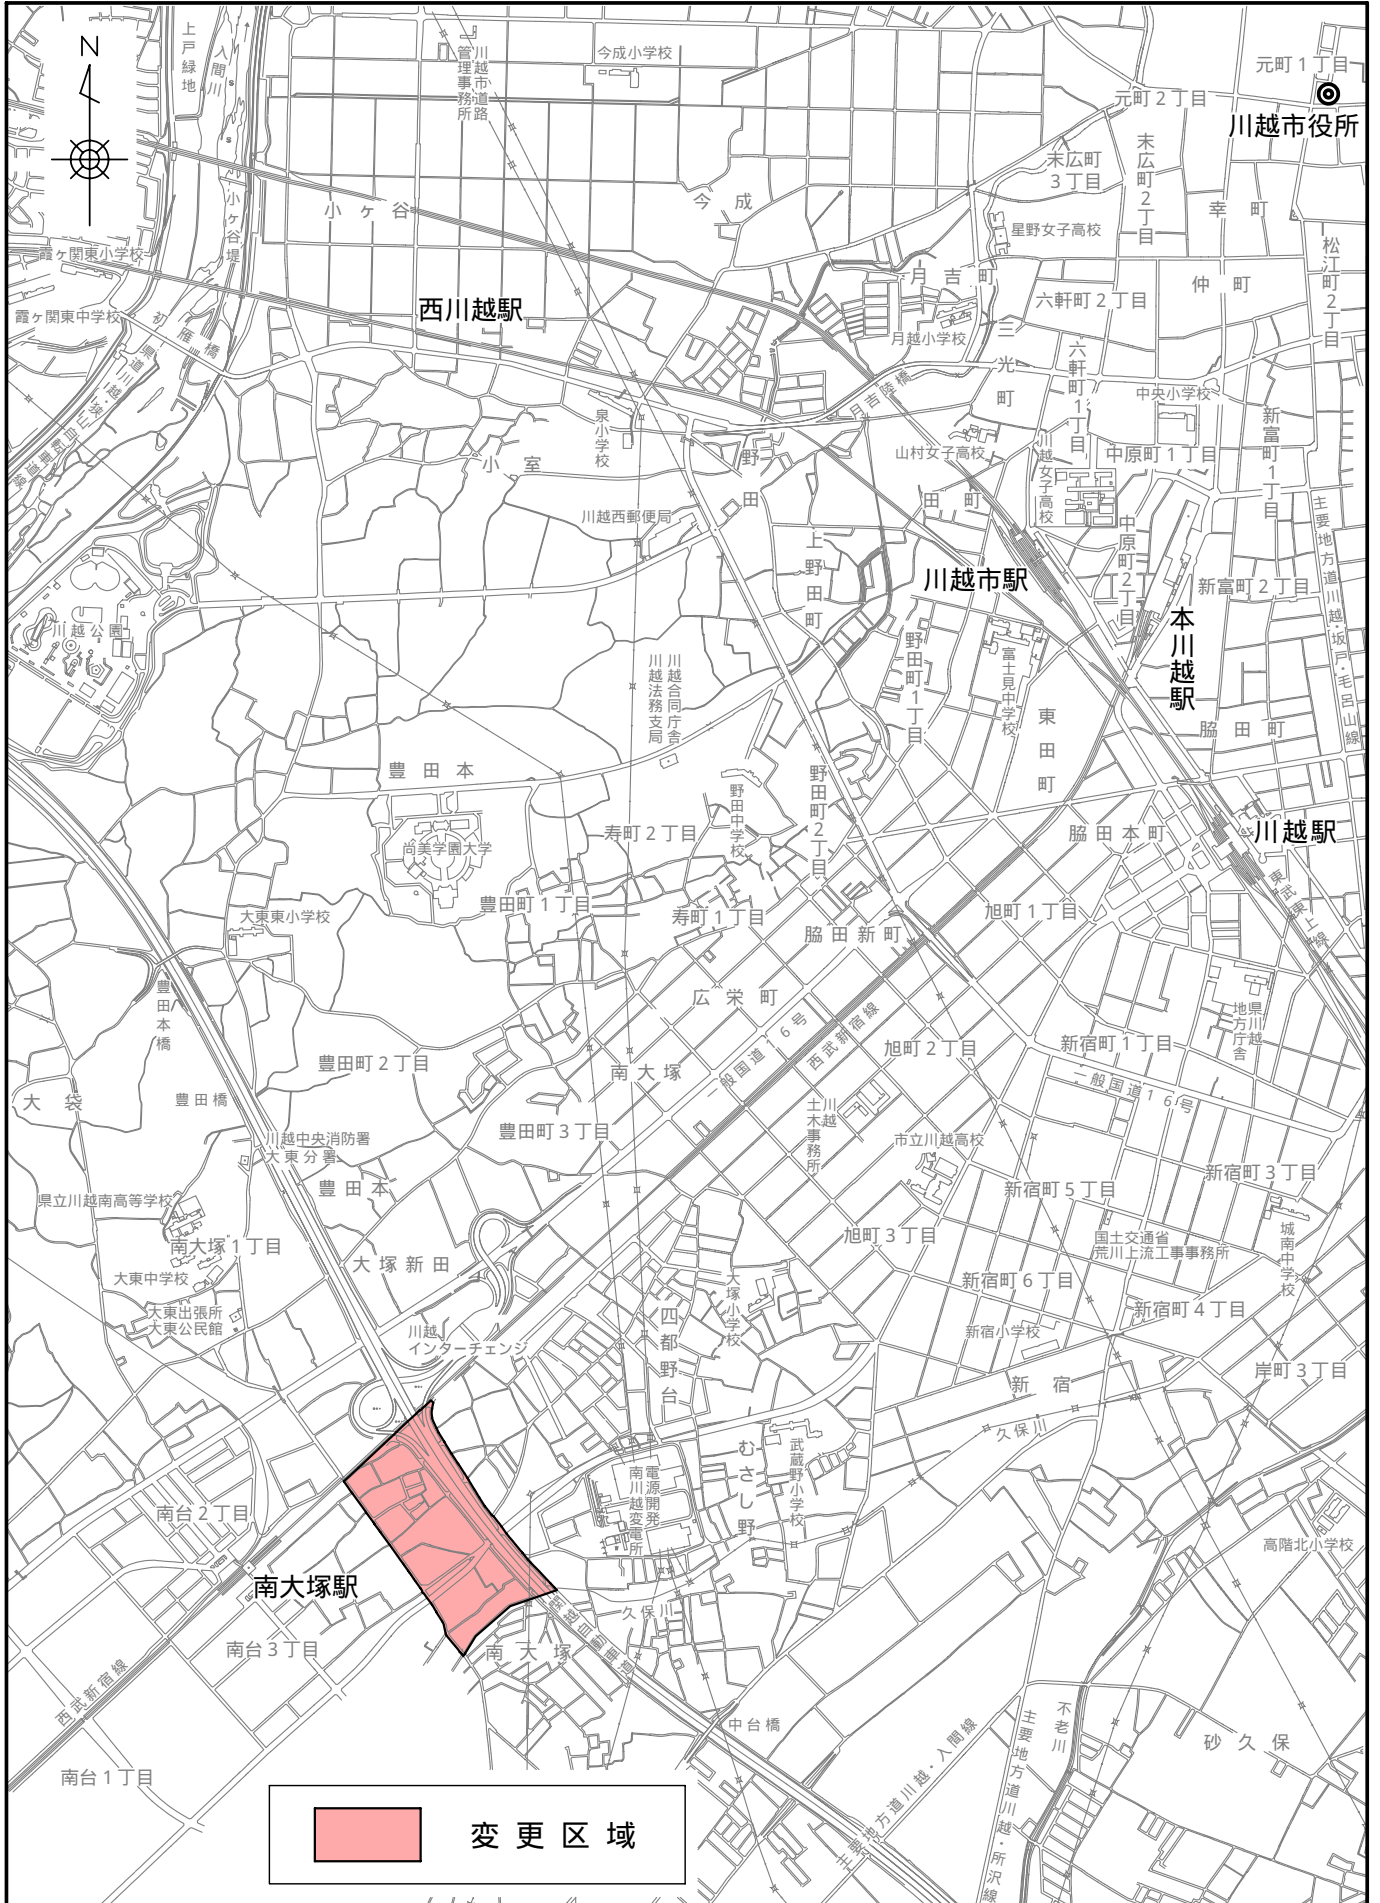 N
上戸緑地
入間川
川越市道路
管理事務所
今成小学校
元町1丁目
元町2丁目
川越市役所
末広町
3丁目
末広町2丁目
小ヶ谷
小ヶ谷堤
今成
幸町
星野女子高校
松江町2丁目
霞ヶ関東小学校
月吉町
仲町
六軒町2丁目
西川越駅
霞ヶ関東中学校
初雁橋
月越小学校
三光町
六軒町1丁目
県道川越狭山自転車道線
月吉陸橋
中央小学校
新富町1丁目
泉小学校
小室
野田
山村女子高校
川越女子高校
中原町1丁目
田町
川越西郵便局
上野田町
中原町2丁目
主要地方道川越・坂戸・毛呂山線
川越市駅
新富町2丁目
本川越駅
川越公園
野田町1丁目
富士見中学校
川越合同庁舎
川越法務支局
東田町
脇田町
豊田本
野田町2丁目
野田中学校
寿町2丁目
脇田本町
川越駅
尚美学園大学
東武東上線
豊田町1丁目
寿町1丁目
旭町1丁目
大東東小学校
脇田新町
豊田本橋
広栄町
県川越
地方庁舎
一般国道16号
西武新宿線
旭町2丁目
新宿町1丁目
豊田町2丁目
南大塚
一般国道16号
大袋
豊田橋
川越
土木事務所
豊田町3丁目
川越中央消防署
大東分署
市立川越高校
豊田本
新宿町3丁目
新宿町5丁目
県立川越南高等学校
旭町3丁目
国土交通省
荒川上流工事事務所
城南中学校
南大塚1丁目
大塚新田
大東中学校
大塚小学校
新宿町6丁目
新宿町4丁目
大東出張所
大東公民館
四都野台
川越
インターチェンジ
新宿小学校
新宿
岸町3丁目
久保川
むさし野
武蔵野小学校
電源開発
南川越変電所
南台2丁目
高階北小学校
南大塚駅
久保川
関越自動車道
南台3丁目
南大塚
西武新宿線
中台橋
不老川
主要地方道川越・入間線
主要地方道川越・所沢線
砂久保
南台1丁目
変更区域